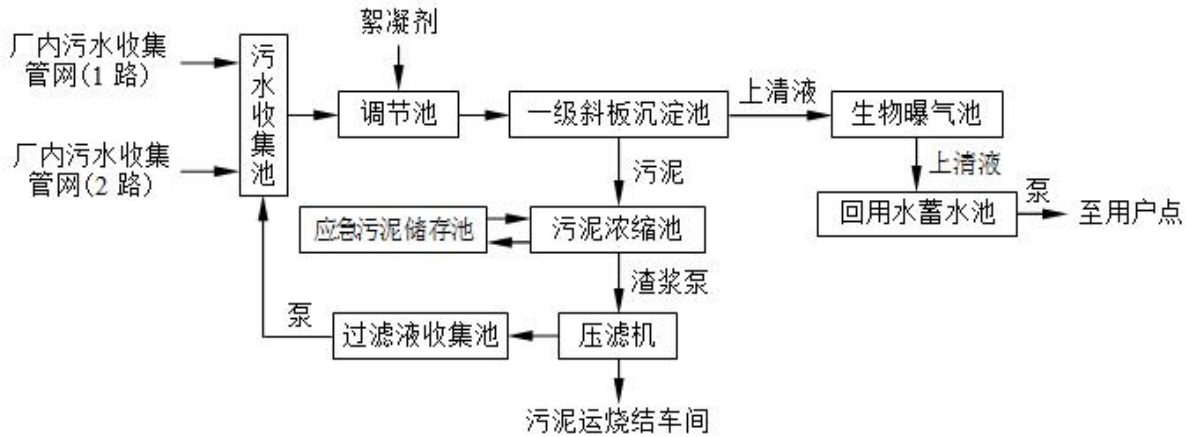 絮凝剂
厂内污水收集
管网(1 路)
污水收集池
调节池
一级斜板沉淀池
上清液
生物曝气池
厂内污水收集
管网(2 路)
污泥
上清液
应急污泥储存池
污泥浓缩池
回用水蓄水池
泵
至用户点
渣浆泵
泵
过滤液收集池
压滤机
污泥运烧结车间